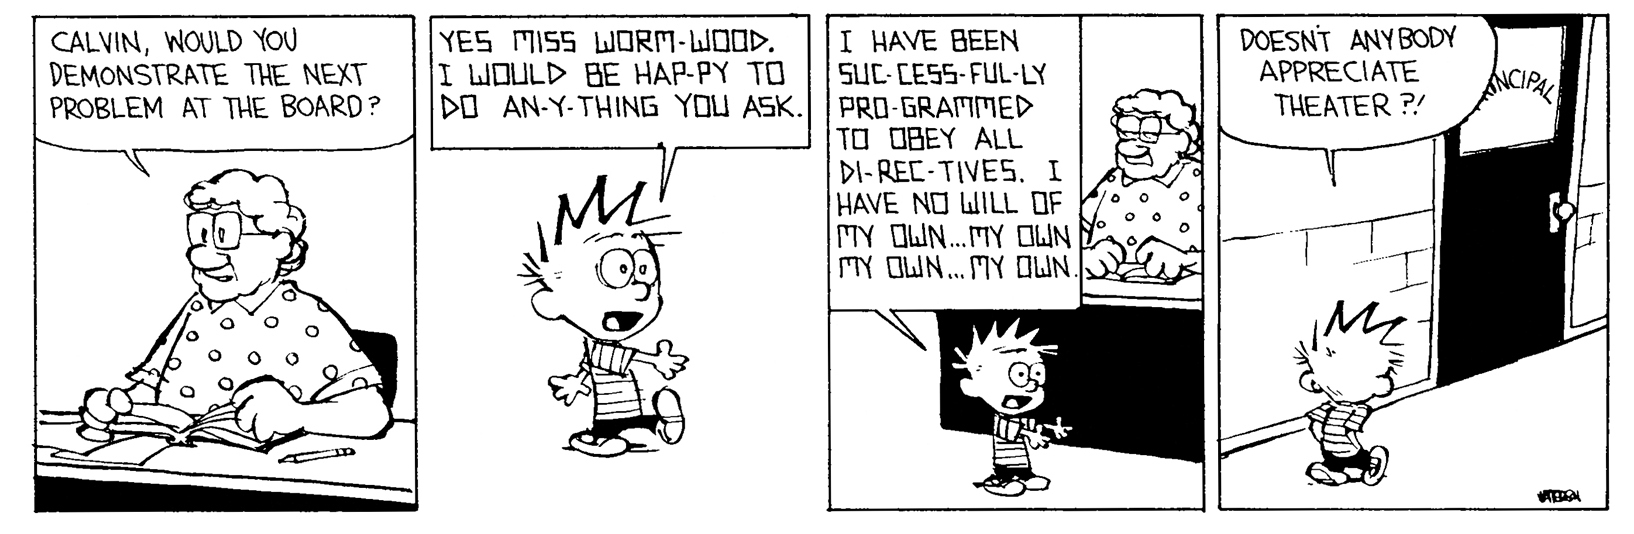 CALVIN, WOULD YOU
DEMONSTRATE THE NEXT
PROBLEM AT THE BOARD?
YES MISS WORM-WOOD.
I WOULD BE HAP-PY TO
DO AN-Y-THING YOU ASK.
I HAVE BEEN
SUC-CESS-FUL-LY
PRO-GRAMMED
TO OBEY ALL
DI-REC-TIVES. I
HAVE NO WILL OF
MY OWN...MY OWN
MY OWN...MY OWN.
DOESN'T ANYBODY
APPRECIATE
THEATER?!
RINCIPAL
WATTERSON